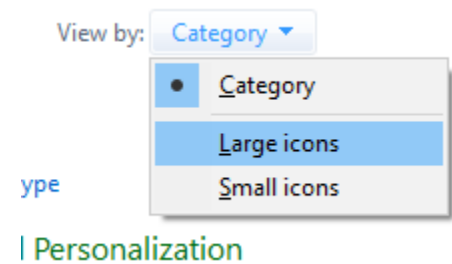 View by: Category
Category
Large icons
Small icons
ype
Personalization